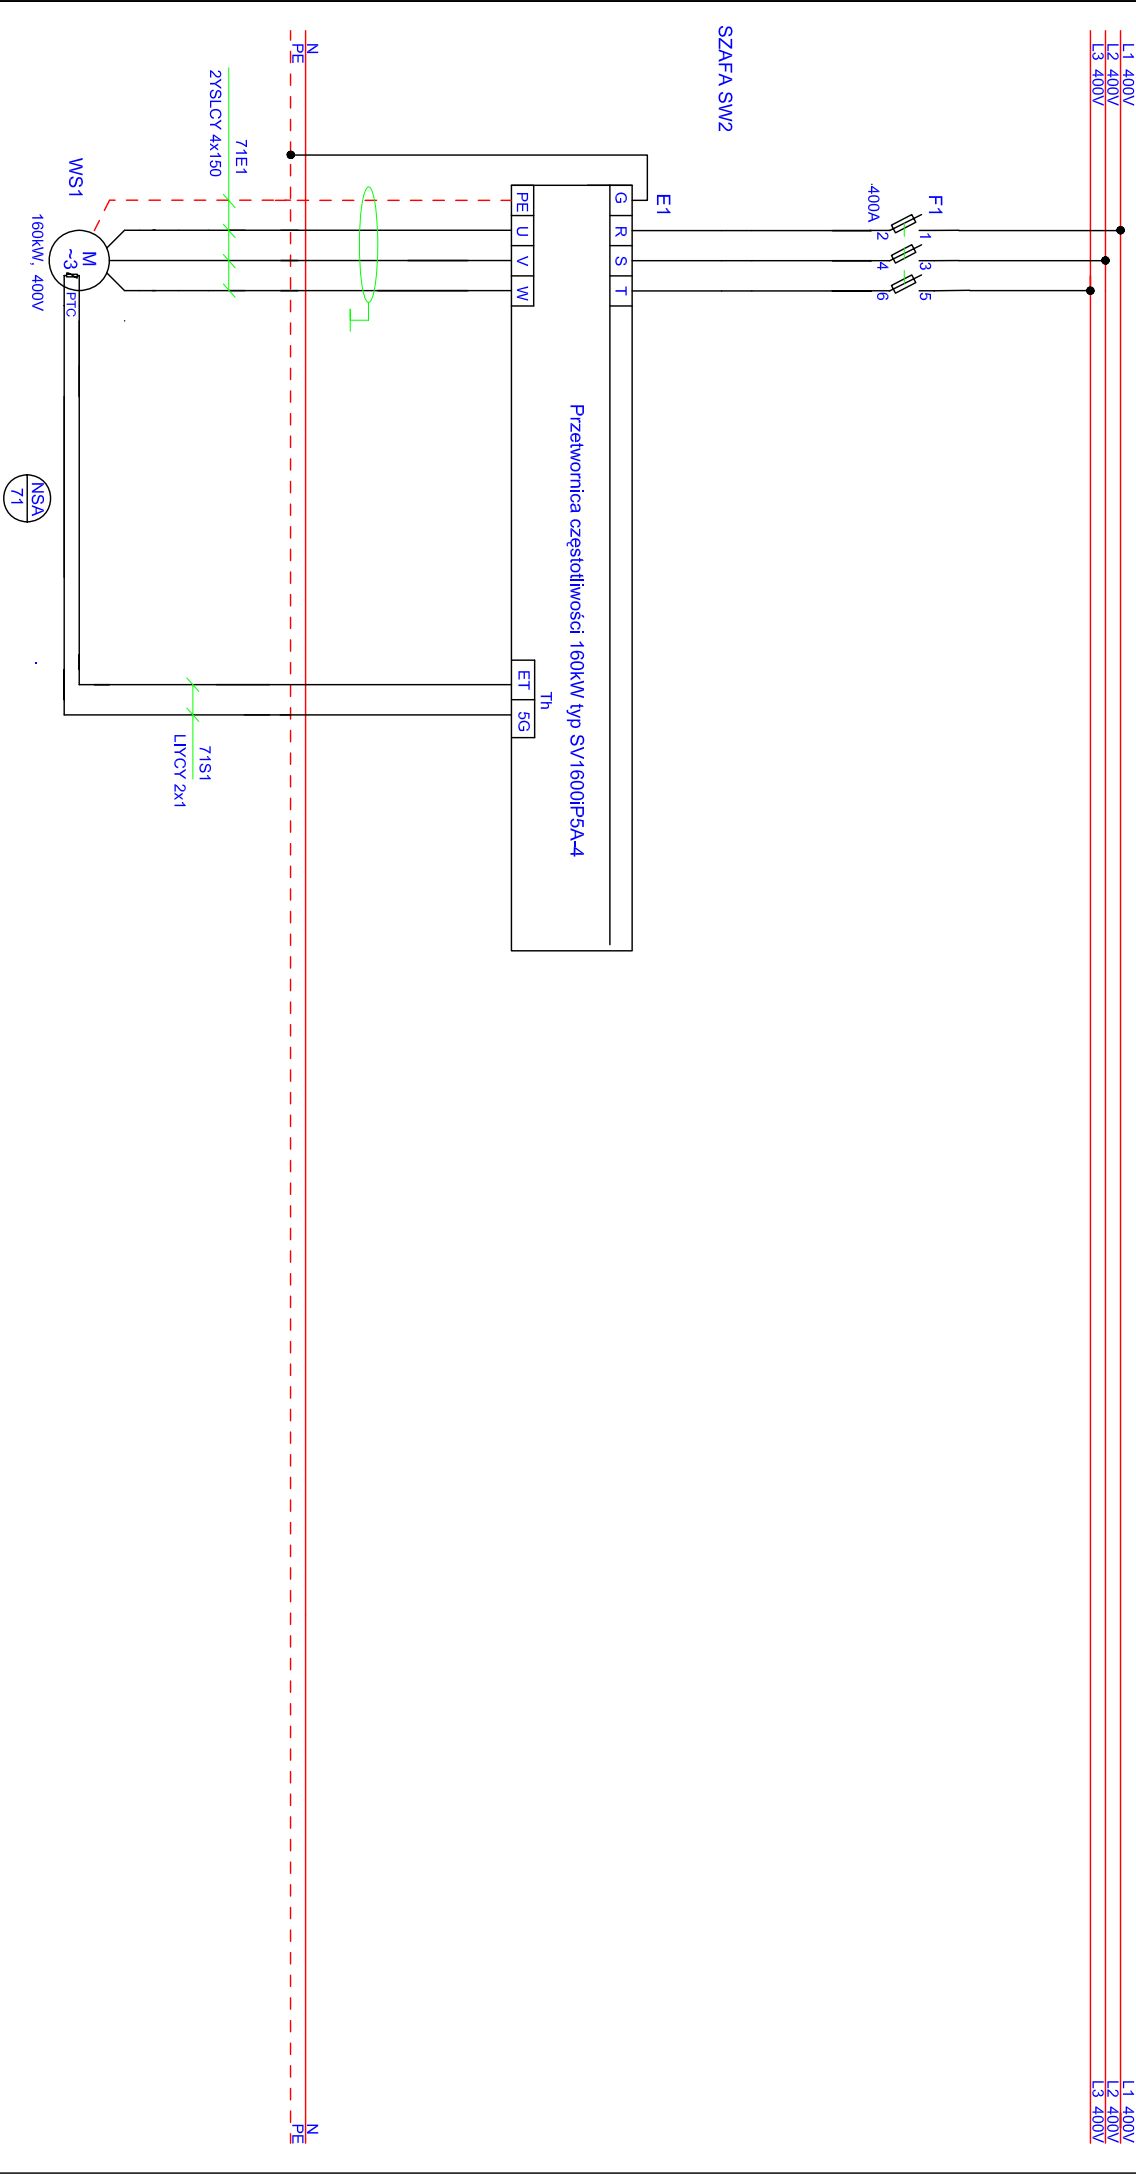 L1 400V
L2 400V
L3 400V
L1 400V
L2 400V
L3 400V
F1
1
3
5
2
4
6
400A
SZAFA SW2
E1
G
R
S
T
Przetwornica częstotliwości 160kW typ SV1600iP5A-4
PE
U
V
W
Th
ET
5G
N
PE
N
PE
71E1
2YSLCY 4x150
71S1
LIYCY 2x1
WS1
M
~3
PTC
160kW, 400V
NSA
71